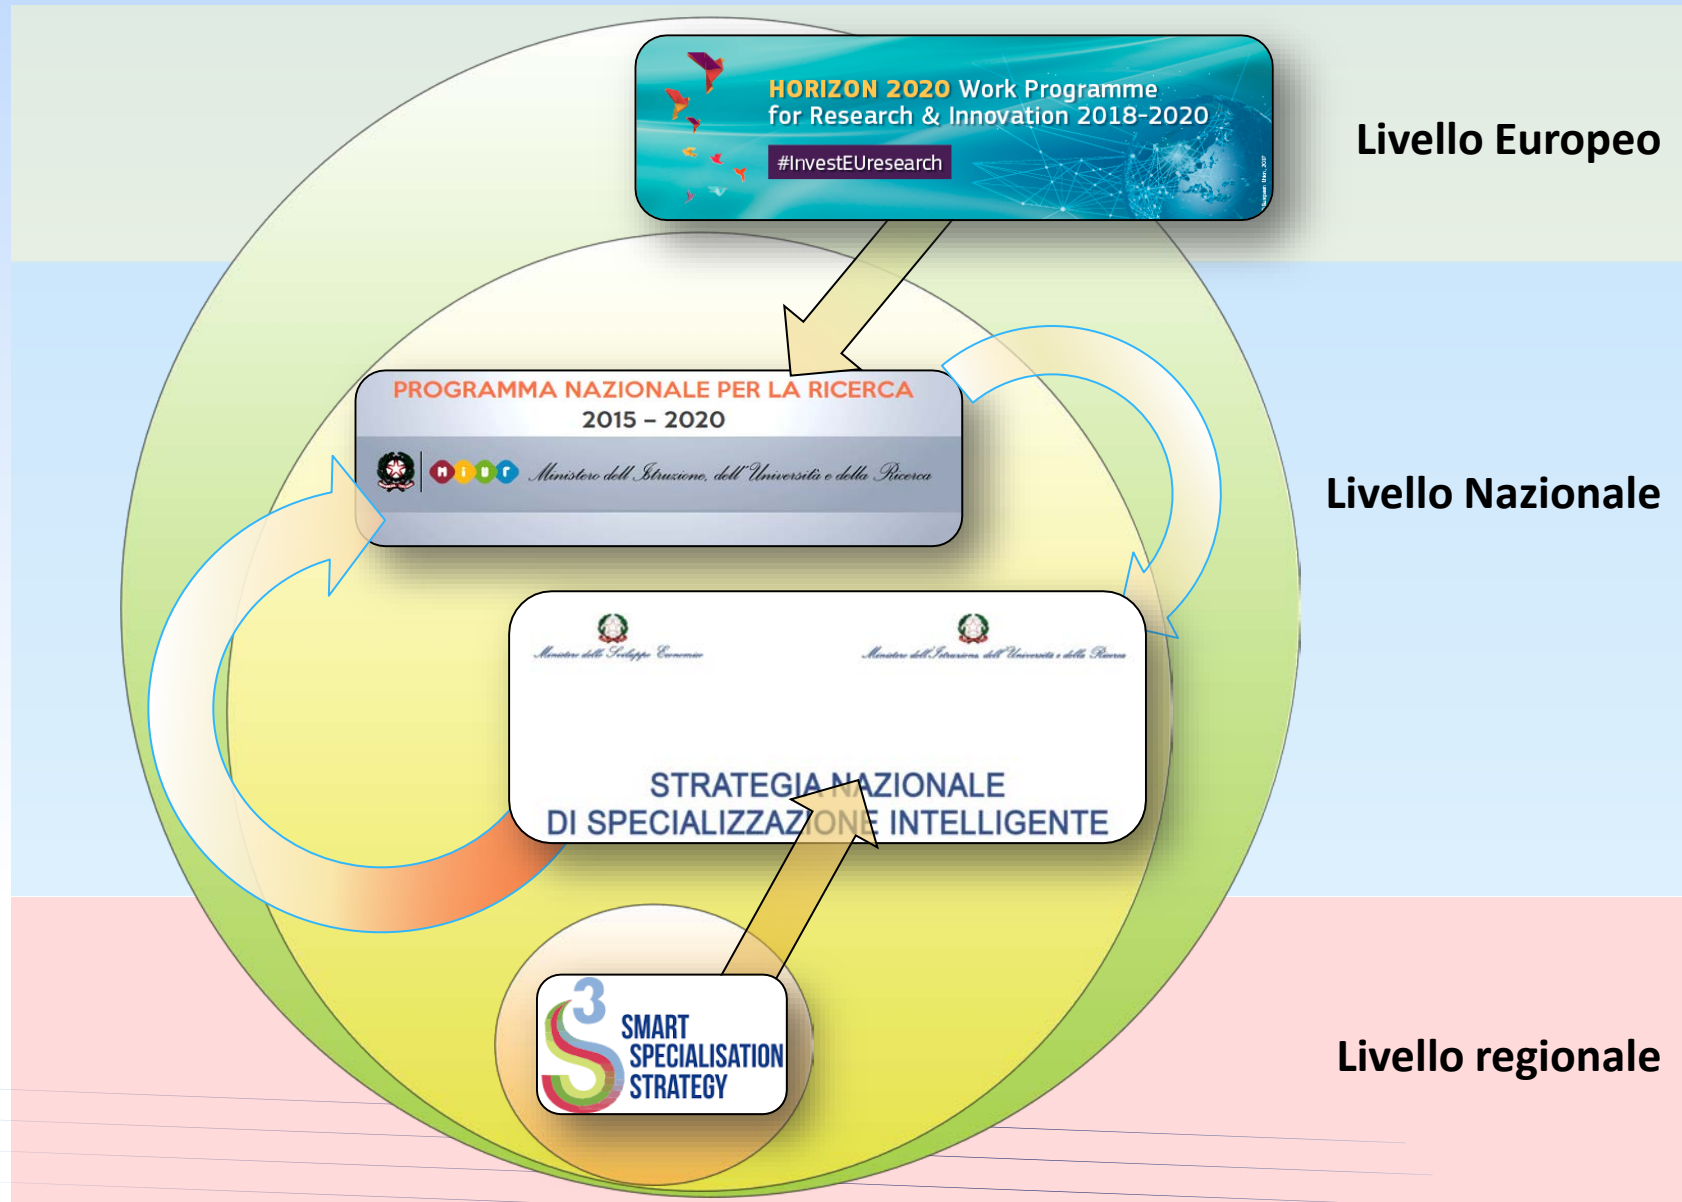 HORIZON 2020 Work Programme
for Research & Innovation 2018-2020
#InvestEUresearch
Livello Europeo
PROGRAMMA NAZIONALE PER LA RICERCA
2015 – 2020
miur Ministero dell'Istruzione, dell'Università e della Ricerca
Livello Nazionale
Ministero dello Sviluppo Economico
Ministero dell'Istruzione, dell'Università e della Ricerca
STRATEGIA NAZIONALE
DI SPECIALIZZAZIONE INTELLIGENTE
S3
SMART
SPECIALISATION
STRATEGY
Livello regionale